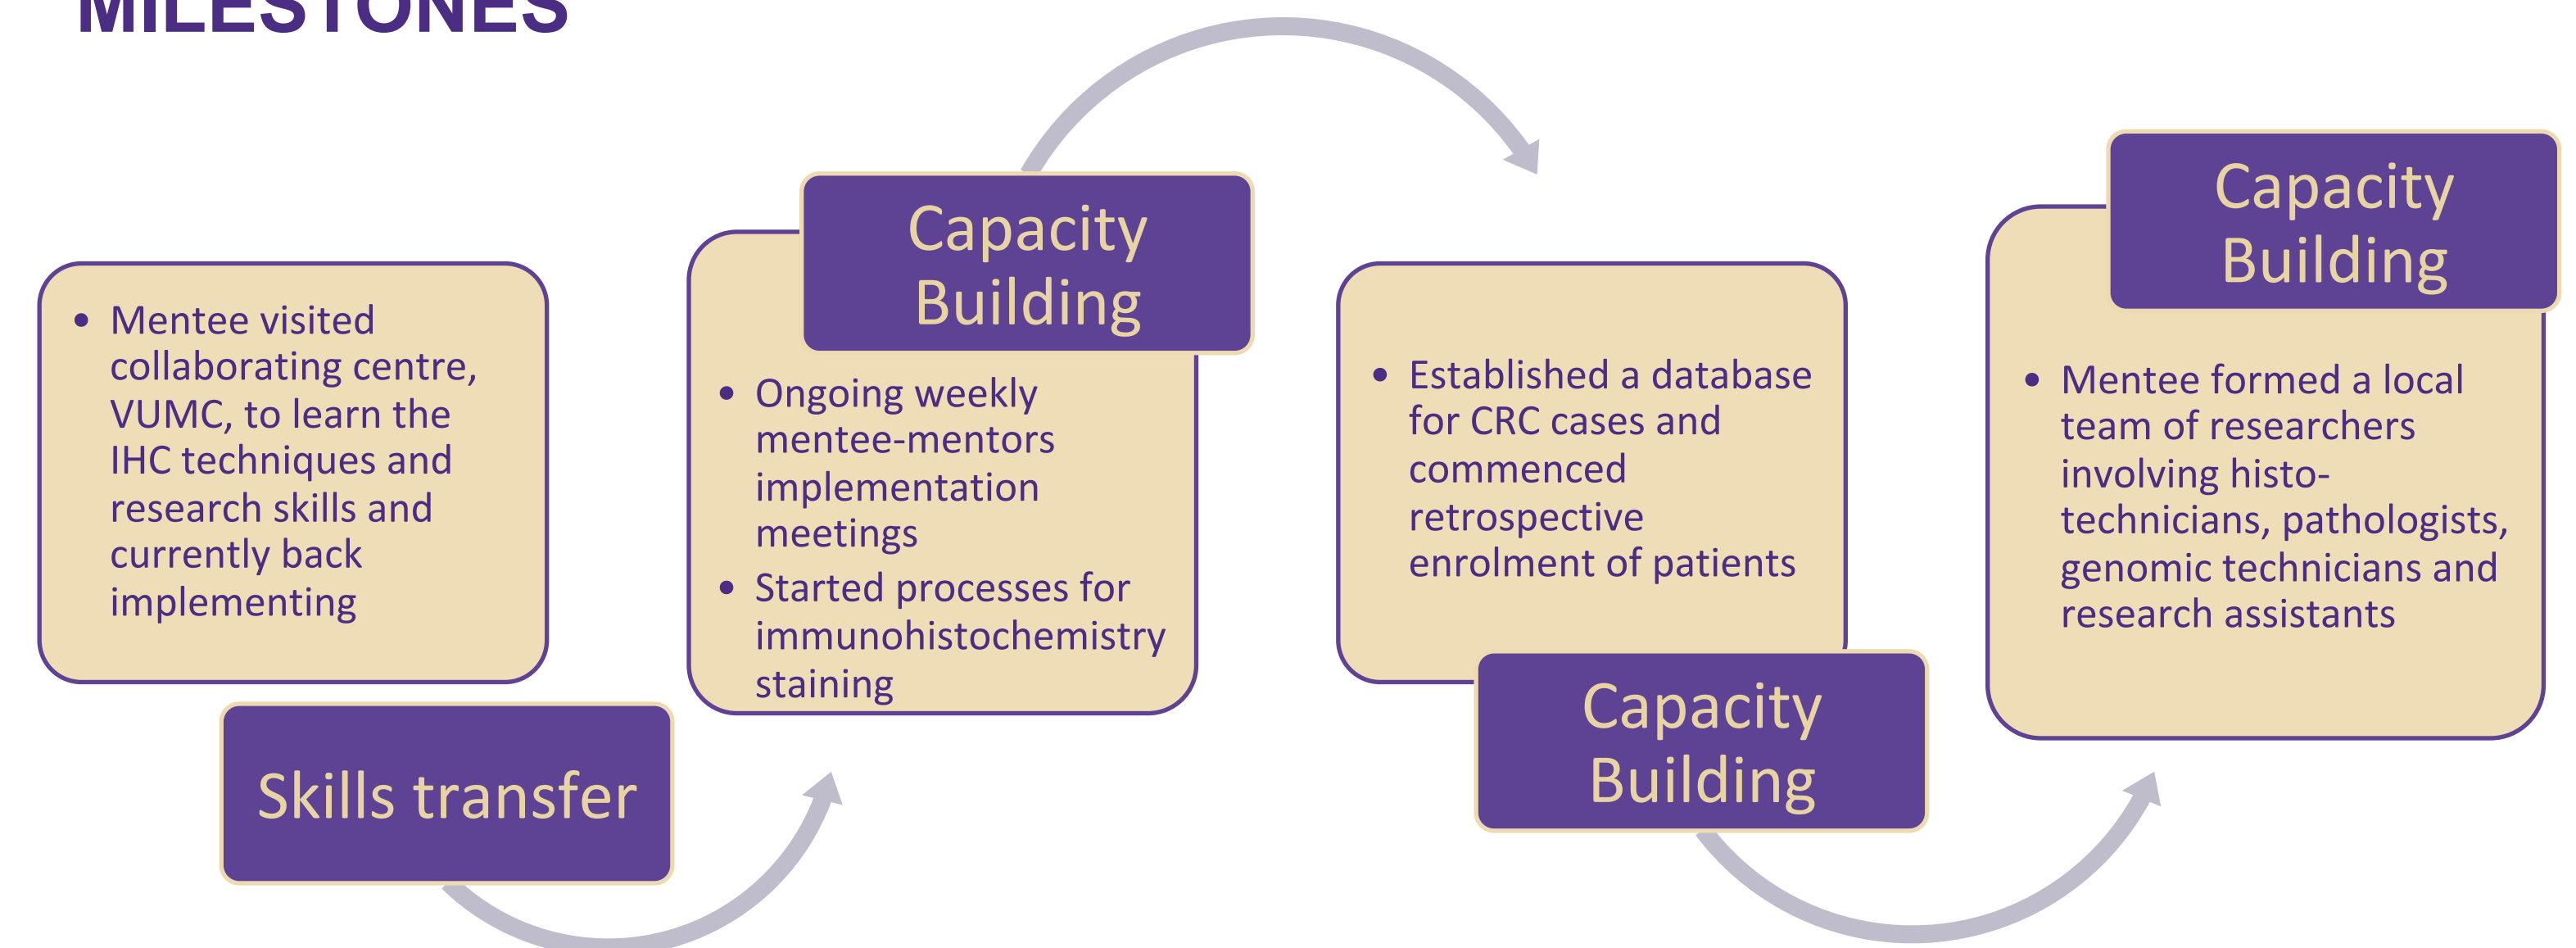 MILESTONES
• Mentee visited
collaborating centre,
VUMC, to learn the
IHC techniques and
research skills and
currently back
implementing
Skills transfer
Capacity
Building
• Ongoing weekly
mentee-mentors
implementation
meetings
• Started processes for
immunohistochemistry
staining
• Established a database
for CRC cases and
commenced
retrospective
enrolment of patients
Capacity
Building
Capacity
Building
• Mentee formed a local
team of researchers
involving histo-
technicians, pathologists,
genomic technicians and
research assistants